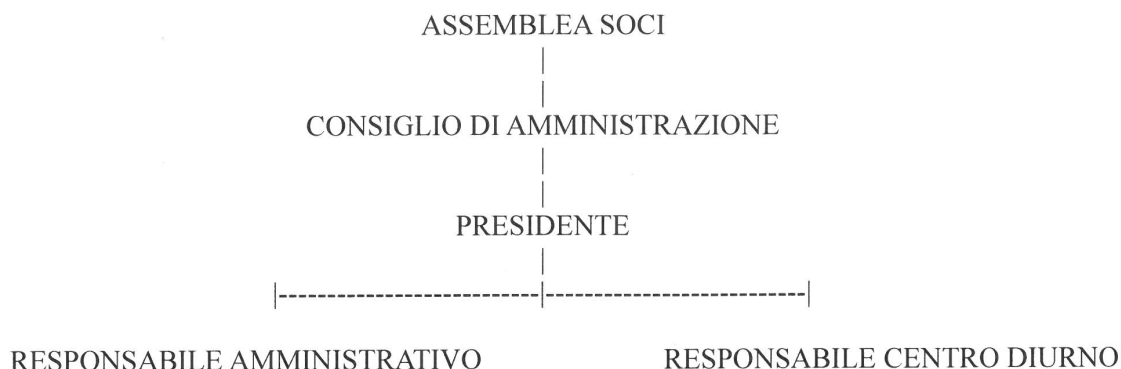 ASSEMBLEA SOCI
CONSIGLIO DI AMMINISTRAZIONE
PRESIDENTE
RESPONSABILE AMMINISTRATIVO RESPONSABILE CENTRO DIURNO